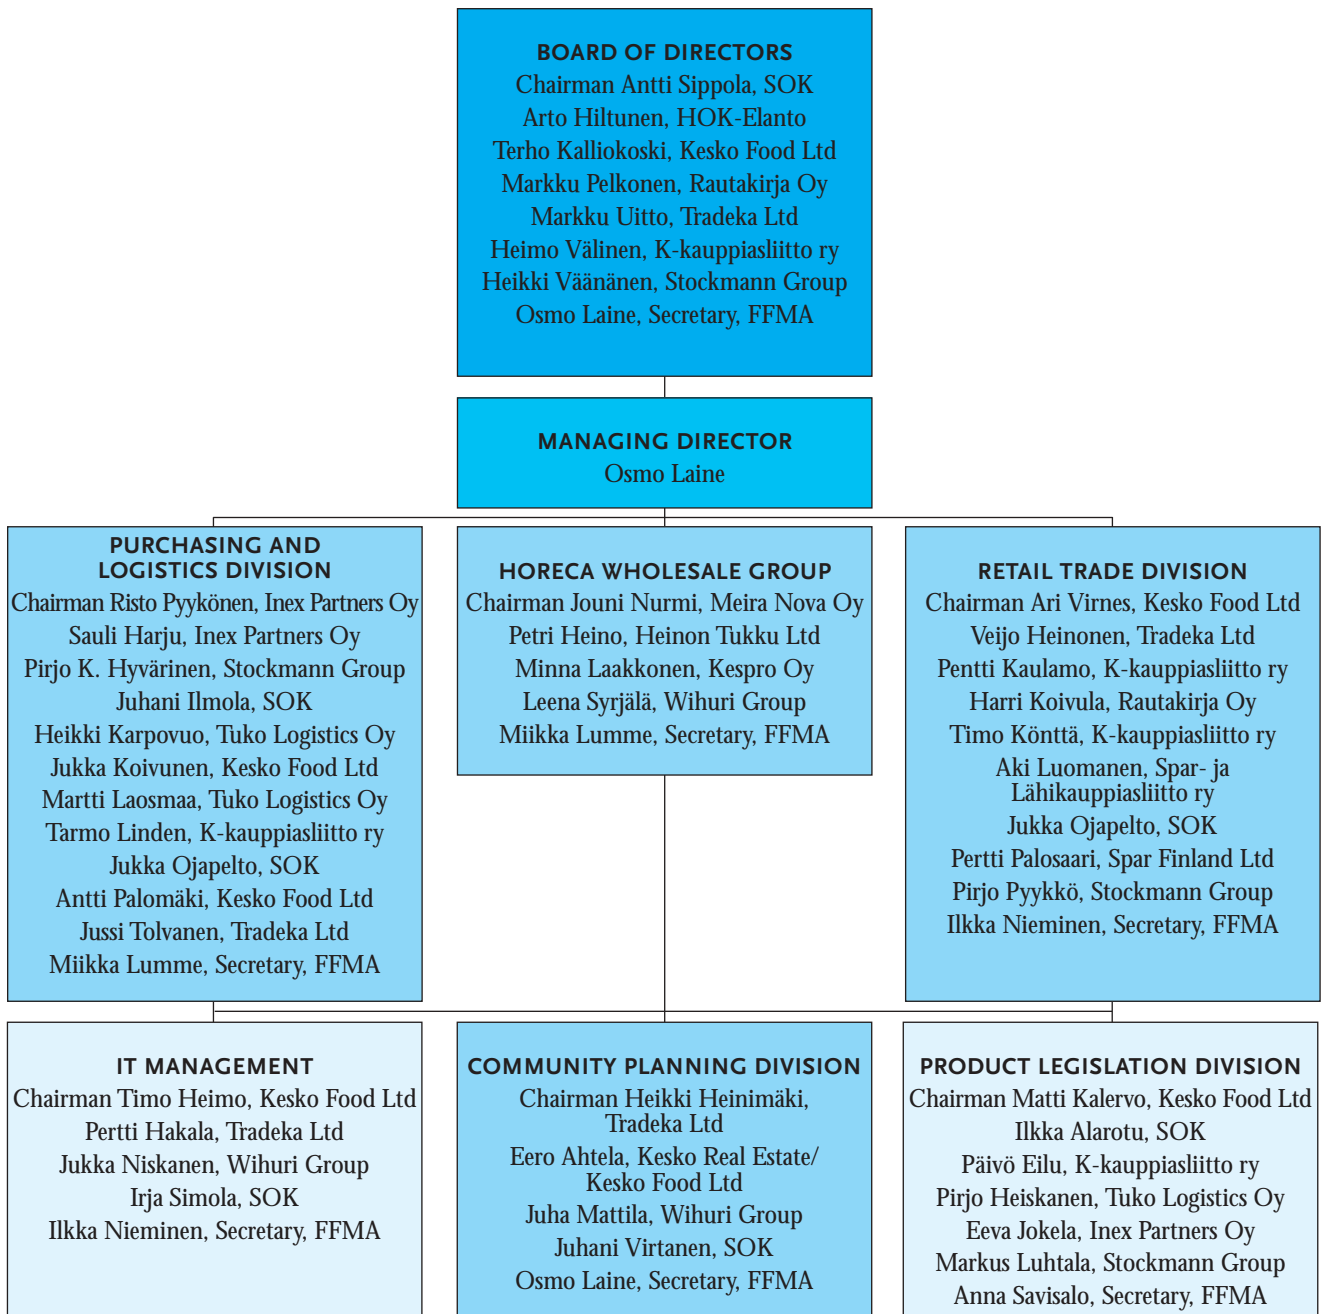 BOARD OF DIRECTORS
Chairman Antti Sippola, SOK
Arto Hiltunen, HOK-Elanto
Terho Kalliokoski, Kesko Food Ltd
Markku Pelkonen, Rautakirja Oy
Markku Uitto, Tradeka Ltd
Heimo Välinen, K-kauppiasliitto ry
Heikki Väänänen, Stockmann Group
Osmo Laine, Secretary, FFMA
MANAGING DIRECTOR
Osmo Laine
PURCHASING AND
LOGISTICS DIVISION
Chairman Risto Pyykönen, Inex Partners Oy
Sauli Harju, Inex Partners Oy
Pirjo K. Hyvärinen, Stockmann Group
Juhani Ilmola, SOK
Heikki Karpovuo, Tuko Logistics Oy
Jukka Koivunen, Kesko Food Ltd
Martti Laosmaa, Tuko Logistics Oy
Tarmo Linden, K-kauppiasliitto ry
Jukka Ojapelto, SOK
Antti Palomäki, Kesko Food Ltd
Jussi Tolvanen, Tradeka Ltd
Miikka Lumme, Secretary, FFMA
HORECA WHOLESALE GROUP
Chairman Jouni Nurmi, Meira Nova Oy
Petri Heino, Heinon Tukku Ltd
Minna Laakkonen, Kespro Oy
Leena Syrjälä, Wihuri Group
Miikka Lumme, Secretary, FFMA
RETAIL TRADE DIVISION
Chairman Ari Virnes, Kesko Food Ltd
Veijo Heinonen, Tradeka Ltd
Pentti Kaulamo, K-kauppiasliitto ry
Harri Koivula, Rautakirja Oy
Timo Könttä, K-kauppiasliitto ry
Aki Luomanen, Spar- ja
Lähikauppiasliitto ry
Jukka Ojapelto, SOK
Pertti Palosaari, Spar Finland Ltd
Pirjo Pyykkö, Stockmann Group
Ilkka Nieminen, Secretary, FFMA
IT MANAGEMENT
Chairman Timo Heimo, Kesko Food Ltd
Pertti Hakala, Tradeka Ltd
Jukka Niskanen, Wihuri Group
Irja Simola, SOK
Ilkka Nieminen, Secretary, FFMA
COMMUNITY PLANNING DIVISION
Chairman Heikki Heinimäki,
Tradeka Ltd
Eero Ahtela, Kesko Real Estate/
Kesko Food Ltd
Juha Mattila, Wihuri Group
Juhani Virtanen, SOK
Osmo Laine, Secretary, FFMA
PRODUCT LEGISLATION DIVISION
Chairman Matti Kalervo, Kesko Food Ltd
Ilkka Alarotu, SOK
Päivö Eilu, K-kauppiasliitto ry
Pirjo Heiskanen, Tuko Logistics Oy
Eeva Jokela, Inex Partners Oy
Markus Luhtala, Stockmann Group
Anna Savisalo, Secretary, FFMA